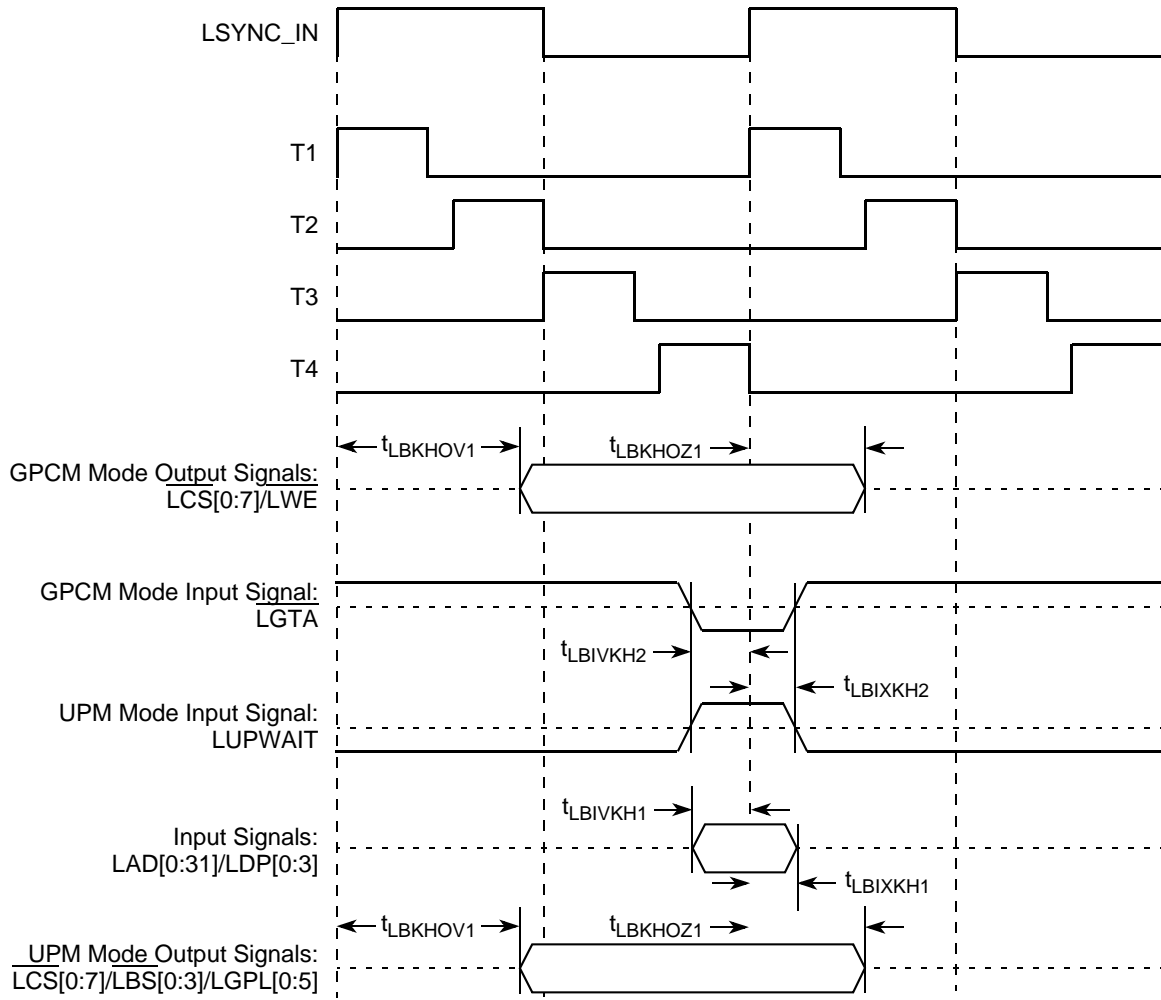 LSYNC_IN
T1
T2
T3
T4
tLBKHOV1
tLBKHOZ1
GPCM Mode Output Signals:
LCS[0:7]/LWE
GPCM Mode Input Signal:
LGTA
tLBIVKH2
tLBIXKH2
UPM Mode Input Signal:
LUPWAIT
tLBIVKH1
Input Signals:
LAD[0:31]/LDP[0:3]
tLBIXKH1
tLBKHOV1
tLBKHOZ1
UPM Mode Output Signals:
LCS[0:7]/LBS[0:3]/LGPL[0:5]